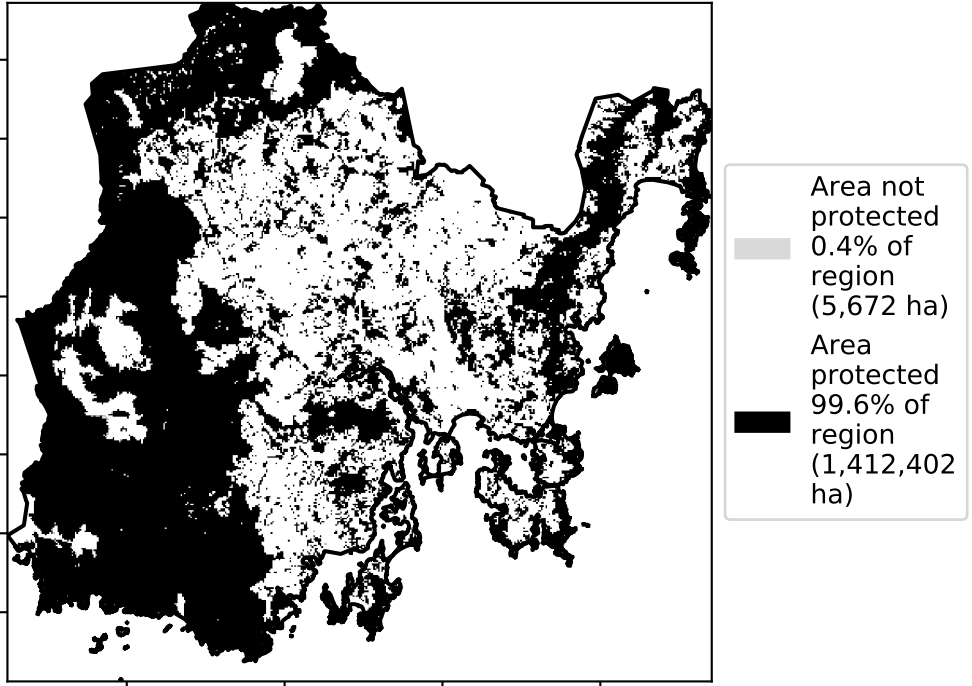 Area not
protected
0.4% of
region
(5,672 ha)
Area
protected
99.6% of
region
(1,412,402
ha)